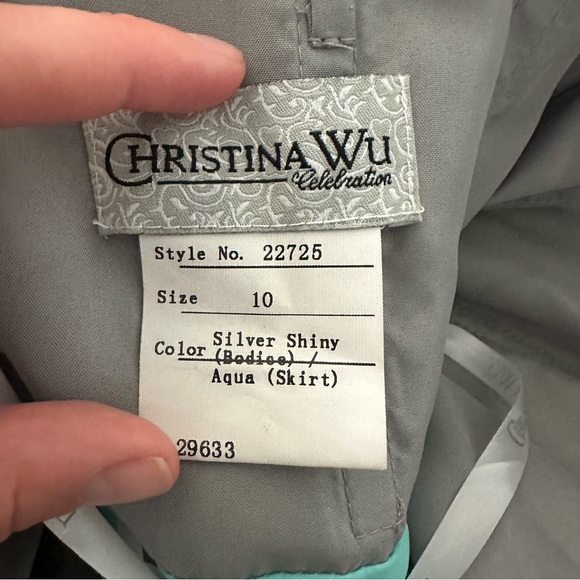 CHRISTINA WU
Celebration
Style No. 22725
Size 10
Color Silver Shiny
(Bodice) /
Aqua (Skirt)
29633